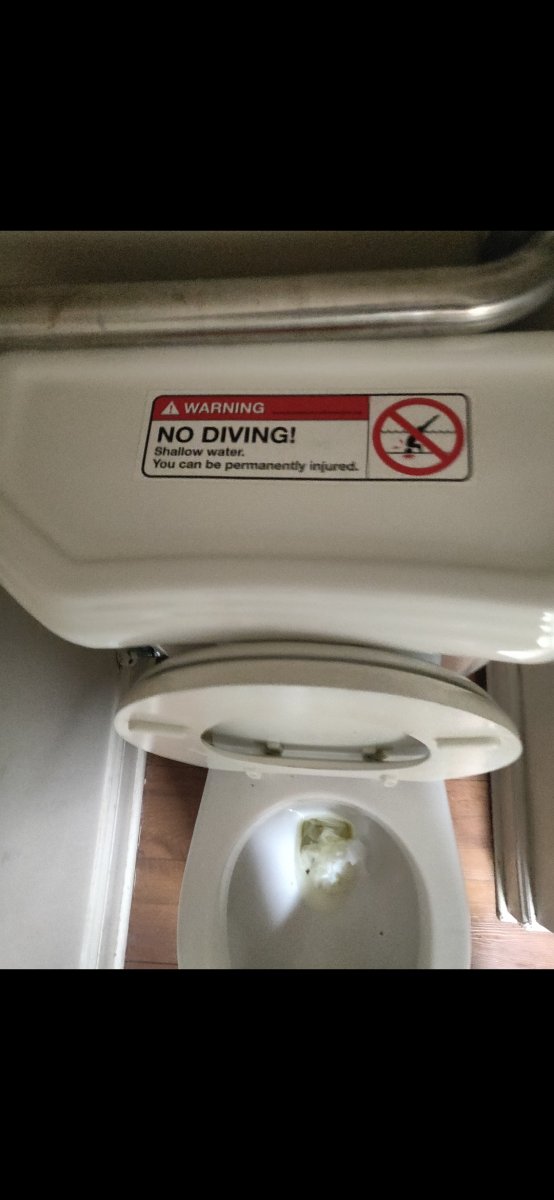 WARNING
NO DIVING!
Shallow water.
You can be permanently injured.